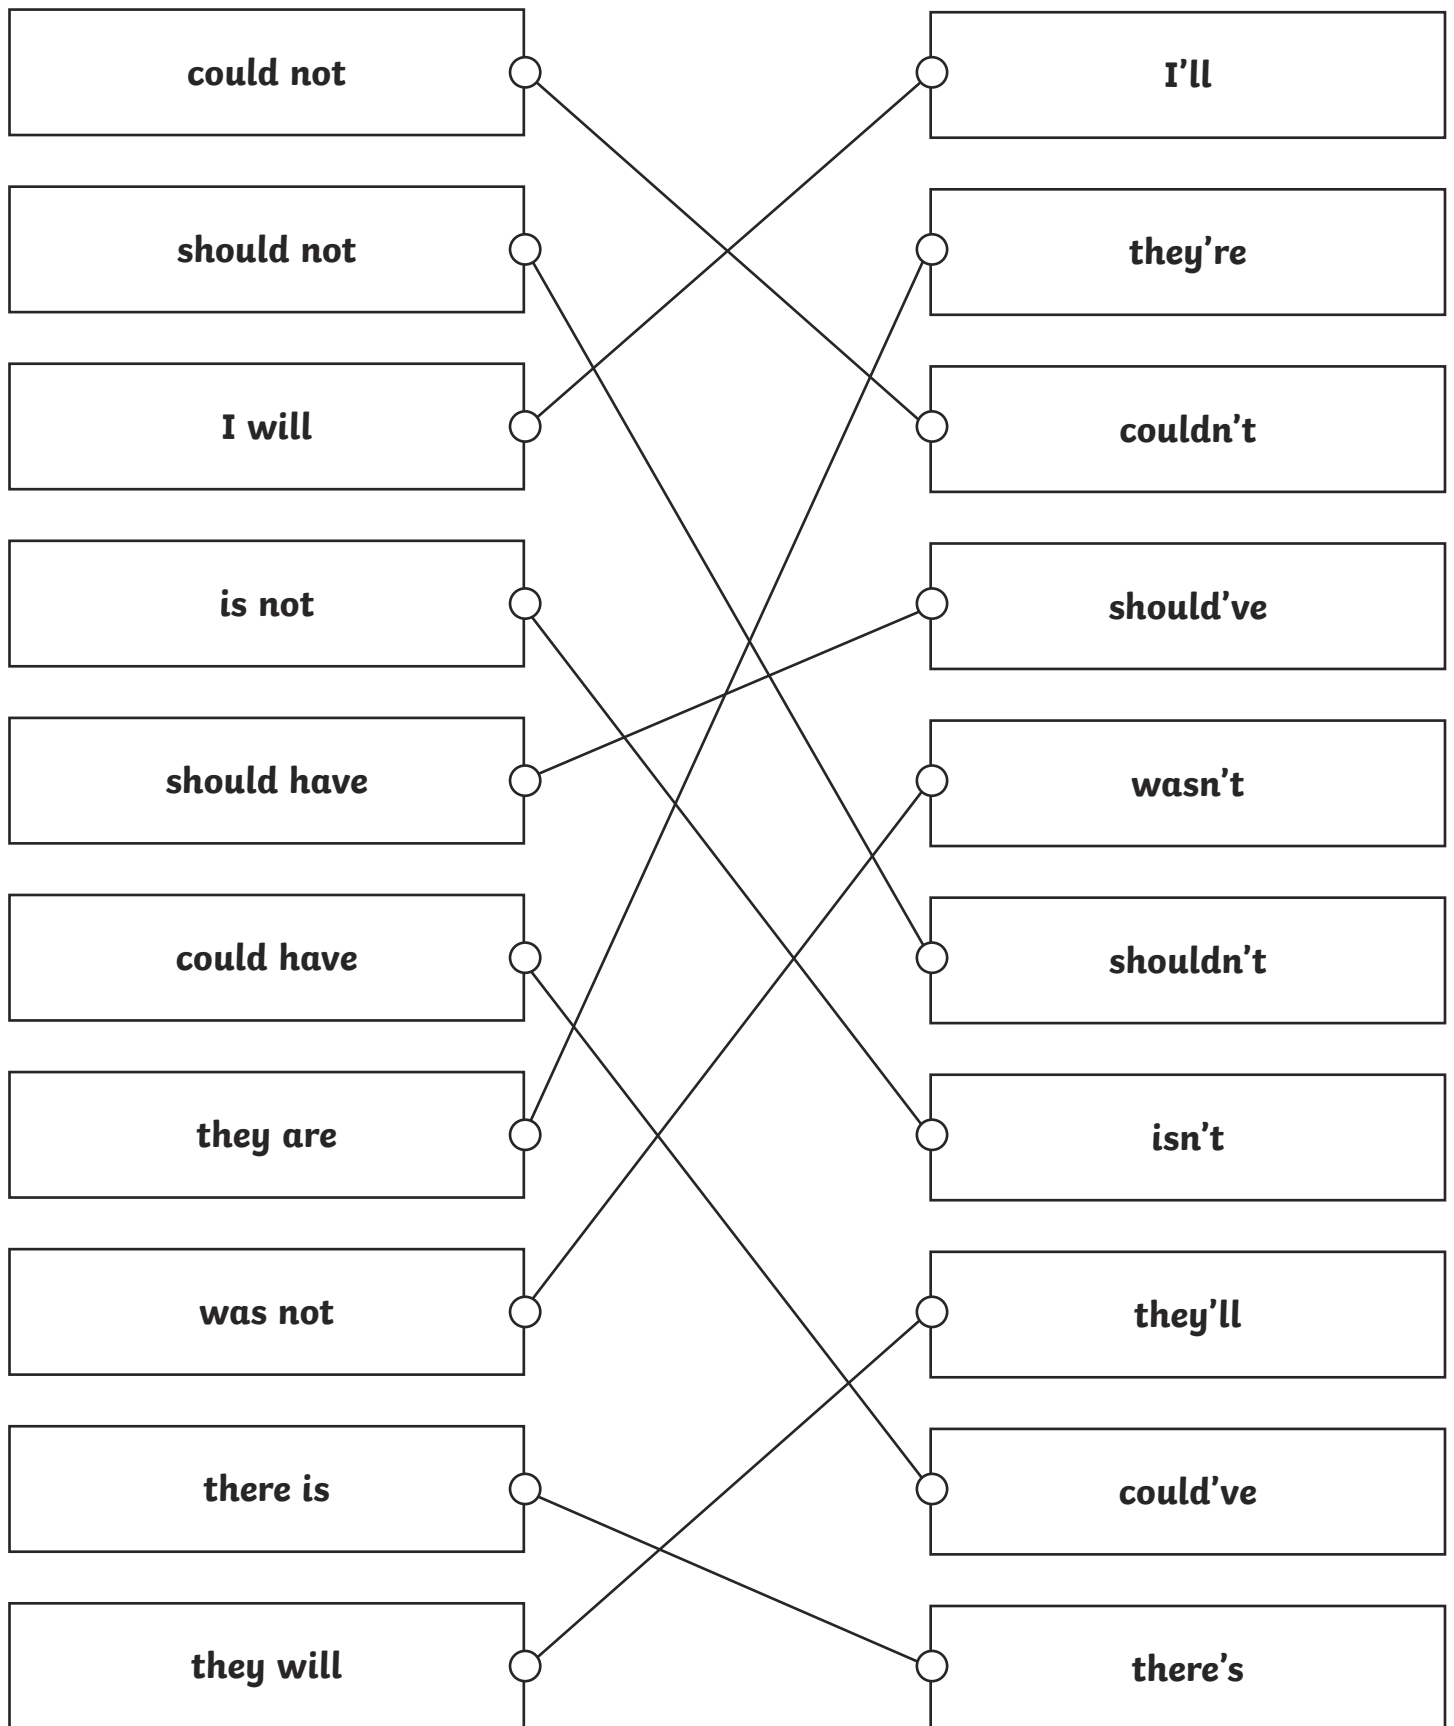 could not
I’ll
should not
they’re
I will
couldn’t
is not
should’ve
should have
wasn’t
could have
shouldn’t
they are
isn’t
was not
they’ll
there is
could’ve
they will
there’s